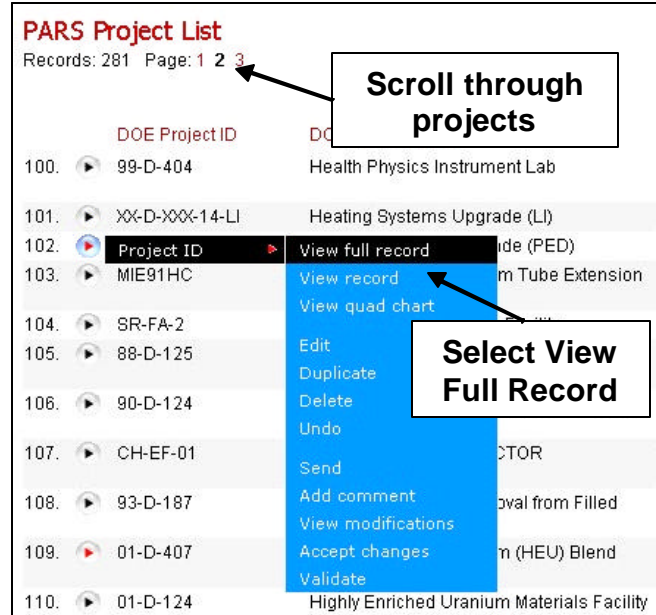 PARS Project List
Records: 281 Page: 1 2 3
Scroll through
projects
DOE Project ID
100. 99-D-404 Health Physics Instrument Lab
101. XX-D-XXX-14-LI Heating Systems Upgrade (LI)
102. Project ID View full record de (PED)
103. MIE91HC View record m Tube Extension
View quad chart
104. SR-FA-2
105. 88-D-125 Edit
Select View
Full Record
Duplicate
106. 90-D-124 Delete
Undo
107. CH-EF-01 CTOR
Send
108. 93-D-187 Add comment oval from Filled
View modifications
109. 01-D-407 Accept changes m (HEU) Blend
Validate
110. 01-D-124 Highly Enriched Uranium Materials Facility